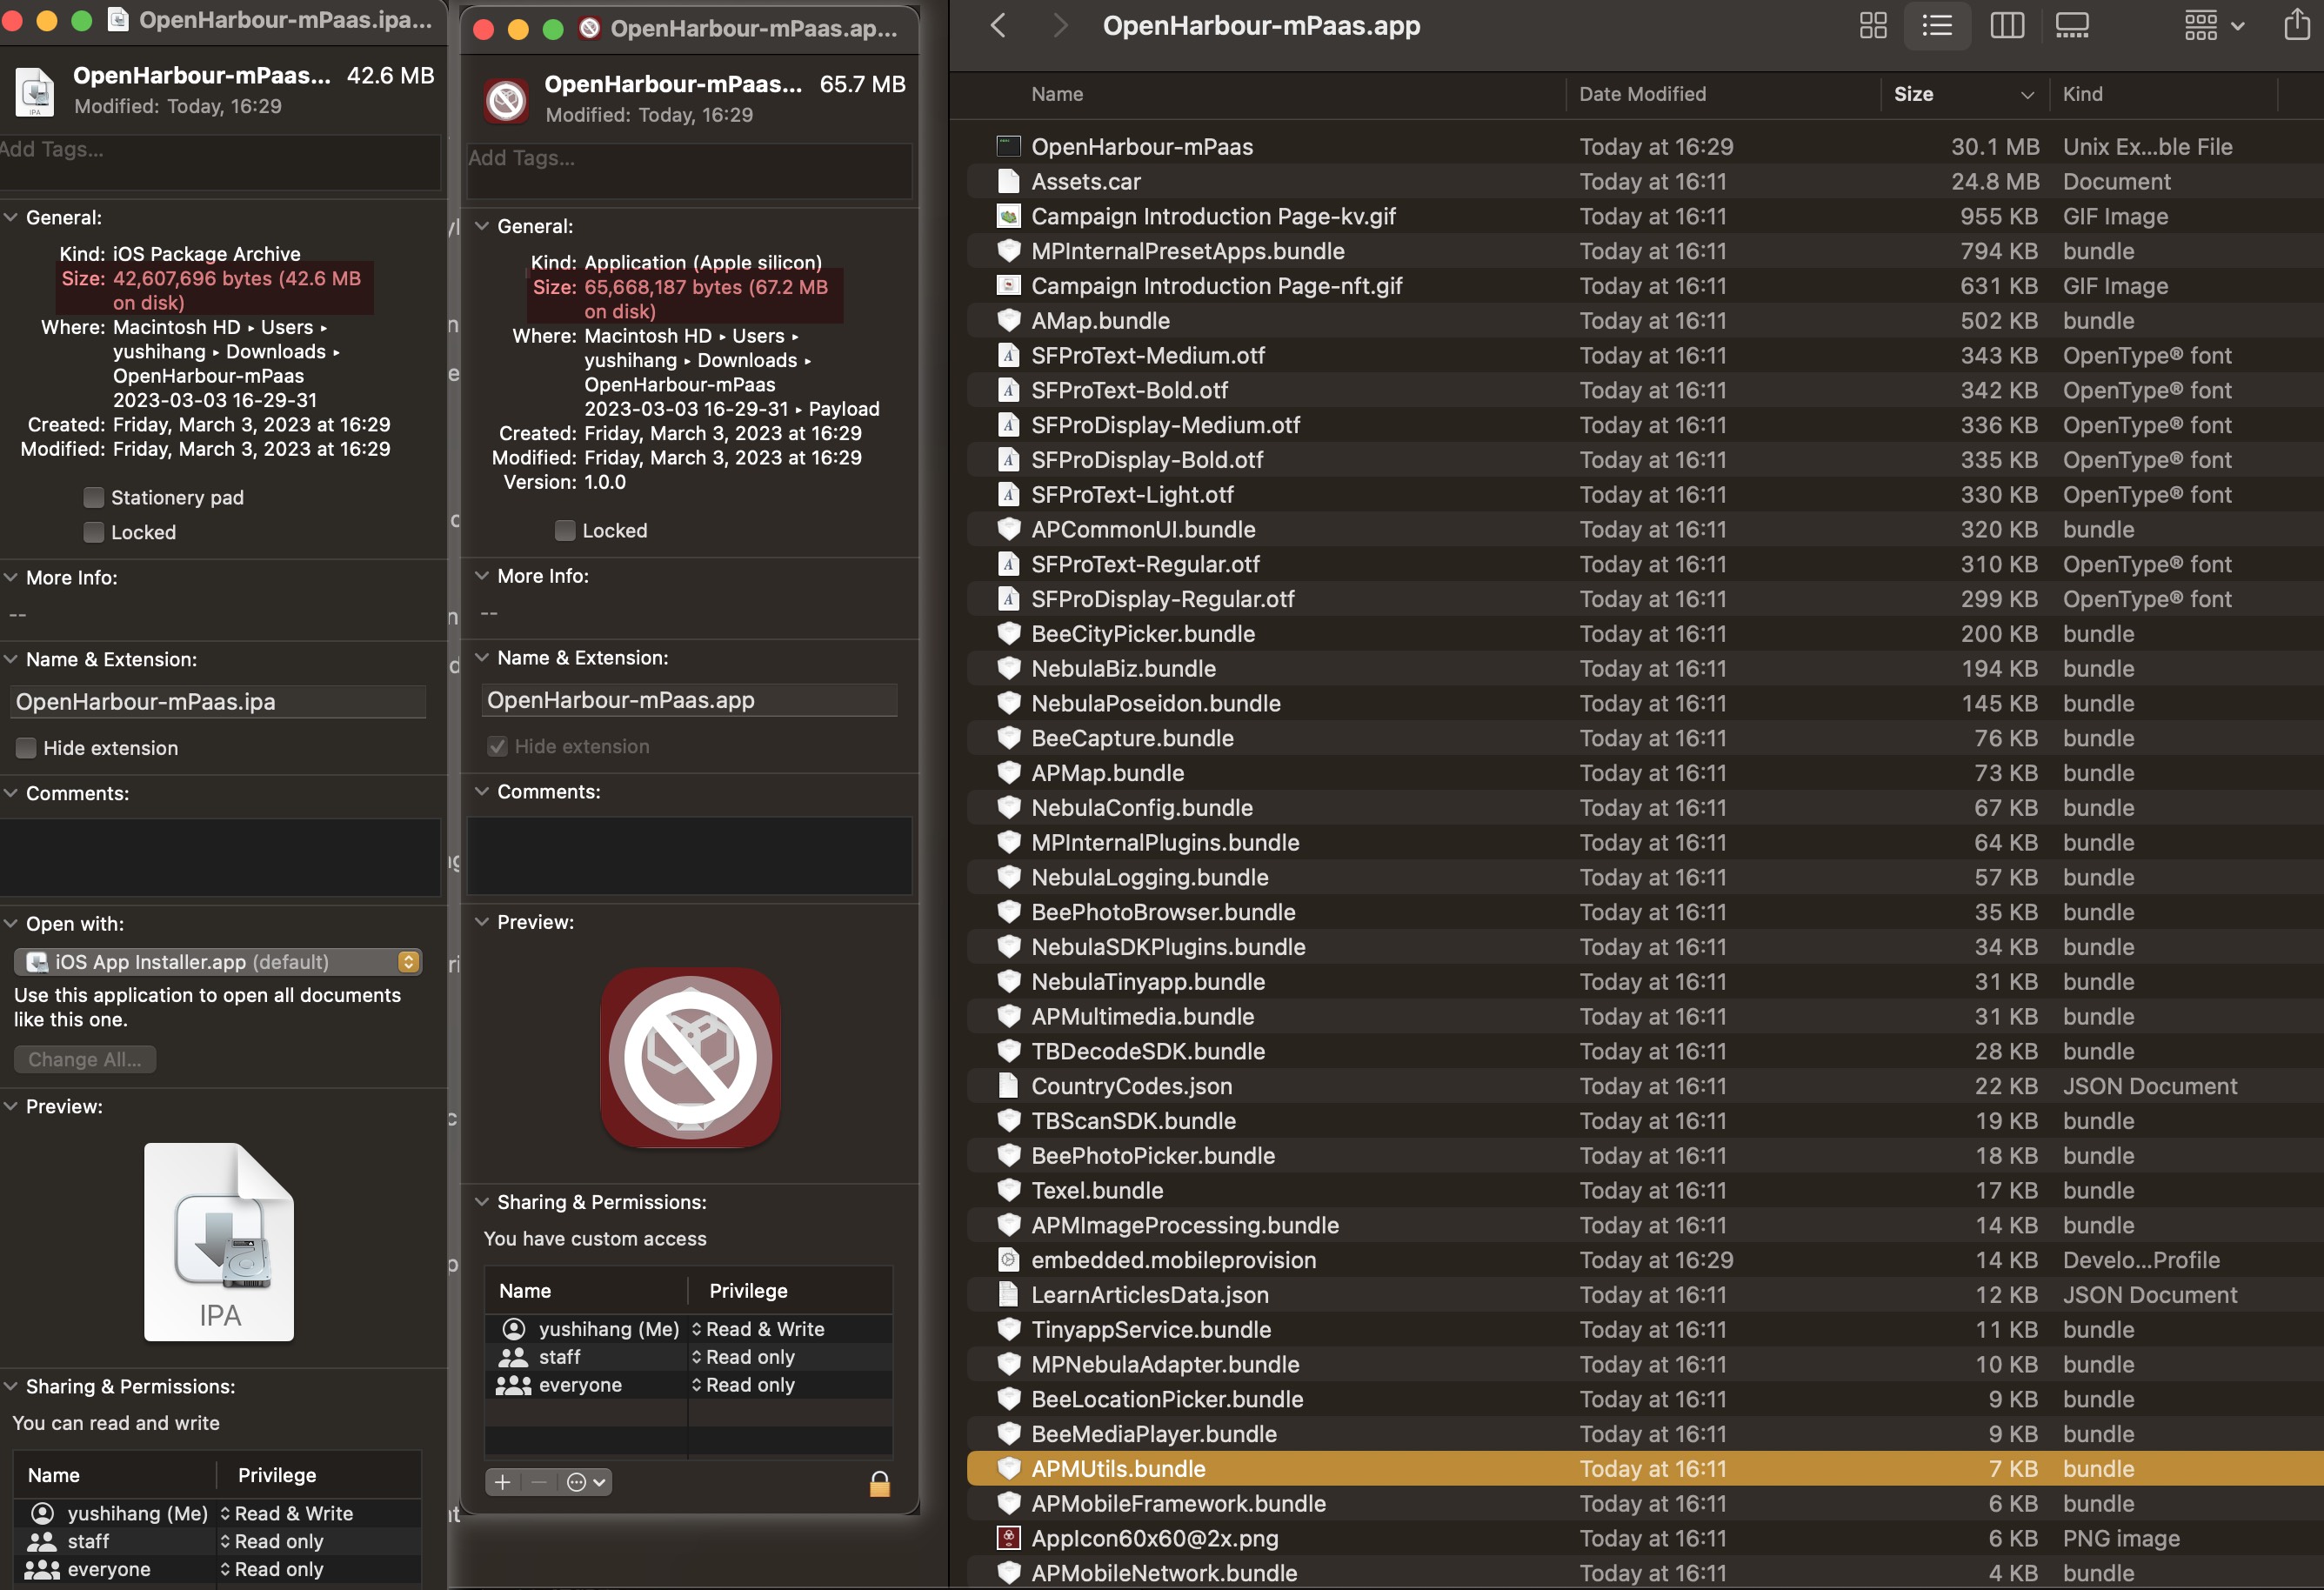 OpenHarbour-mPaas.ipa...
OpenHarbour-mPaas... 42.6 MB
Modified: Today, 16:29
Add Tags...
General:
Kind: iOS Package Archive
Size: 42,607,696 bytes (42.6 MB
on disk)
Where: Macintosh HD ▸ Users ▸
yushihang ▸ Downloads ▸
OpenHarbour-mPaas
2023-03-03 16-29-31
Created: Friday, March 3, 2023 at 16:29
Modified: Friday, March 3, 2023 at 16:29
Stationery pad
Locked
More Info:
--
Name & Extension:
OpenHarbour-mPaas.ipa
Hide extension
Comments:
Open with:
iOS App Installer.app (default)
Use this application to open all documents
like this one.
Change All...
Preview:
IPA
Sharing & Permissions:
You can read and write
Name Privilege
yushihang (Me) Read & Write
staff Read only
everyone Read only
OpenHarbour-mPaas.ap...
OpenHarbour-mPaas... 65.7 MB
Modified: Today, 16:29
Add Tags...
General:
Kind: Application (Apple silicon)
Size: 65,668,187 bytes (67.2 MB
on disk)
Where: Macintosh HD ▸ Users ▸
yushihang ▸ Downloads ▸
OpenHarbour-mPaas
2023-03-03 16-29-31 ▸ Payload
Created: Friday, March 3, 2023 at 16:29
Modified: Friday, March 3, 2023 at 16:29
Version: 1.0.0
Locked
More Info:
--
Name & Extension:
OpenHarbour-mPaas.app
Hide extension
Comments:
Preview:
Sharing & Permissions:
You have custom access
Name Privilege
yushihang (Me) Read & Write
staff Read only
everyone Read only
OpenHarbour-mPaas.app
Name Date Modified Size Kind
OpenHarbour-mPaas Today at 16:29 30.1 MB Unix Ex...ble File
Assets.car Today at 16:11 24.8 MB Document
Campaign Introduction Page-kv.gif Today at 16:11 955 KB GIF Image
MPInternalPresetApps.bundle Today at 16:11 794 KB bundle
Campaign Introduction Page-nft.gif Today at 16:11 631 KB GIF Image
AMap.bundle Today at 16:11 502 KB bundle
SFProText-Medium.otf Today at 16:11 343 KB OpenType® font
SFProText-Bold.otf Today at 16:11 342 KB OpenType® font
SFProDisplay-Medium.otf Today at 16:11 336 KB OpenType® font
SFProDisplay-Bold.otf Today at 16:11 335 KB OpenType® font
SFProText-Light.otf Today at 16:11 330 KB OpenType® font
APCommonUI.bundle Today at 16:11 320 KB bundle
SFProText-Regular.otf Today at 16:11 310 KB OpenType® font
SFProDisplay-Regular.otf Today at 16:11 299 KB OpenType® font
BeeCityPicker.bundle Today at 16:11 200 KB bundle
NebulaBiz.bundle Today at 16:11 194 KB bundle
NebulaPoseidon.bundle Today at 16:11 145 KB bundle
BeeCapture.bundle Today at 16:11 76 KB bundle
APMap.bundle Today at 16:11 73 KB bundle
NebulaConfig.bundle Today at 16:11 67 KB bundle
MPInternalPlugins.bundle Today at 16:11 64 KB bundle
NebulaLogging.bundle Today at 16:11 57 KB bundle
BeePhotoBrowser.bundle Today at 16:11 35 KB bundle
NebulaSDKPlugins.bundle Today at 16:11 34 KB bundle
NebulaTinyapp.bundle Today at 16:11 31 KB bundle
APMultimedia.bundle Today at 16:11 31 KB bundle
TBDecodeSDK.bundle Today at 16:11 28 KB bundle
CountryCodes.json Today at 16:11 22 KB JSON Document
TBScanSDK.bundle Today at 16:11 19 KB bundle
BeePhotoPicker.bundle Today at 16:11 18 KB bundle
Texel.bundle Today at 16:11 17 KB bundle
APMImageProcessing.bundle Today at 16:11 14 KB bundle
embedded.mobileprovision Today at 16:29 14 KB Develo...Profile
LearnArticlesData.json Today at 16:11 12 KB JSON Document
TinyappService.bundle Today at 16:11 11 KB bundle
MPNebulaAdapter.bundle Today at 16:11 10 KB bundle
BeeLocationPicker.bundle Today at 16:11 9 KB bundle
BeeMediaPlayer.bundle Today at 16:11 9 KB bundle
APMUtils.bundle Today at 16:11 7 KB bundle
APMobileFramework.bundle Today at 16:11 6 KB bundle
AppIcon60x60@2x.png Today at 16:11 6 KB PNG image
APMobileNetwork.bundle Today at 16:11 4 KB bundle